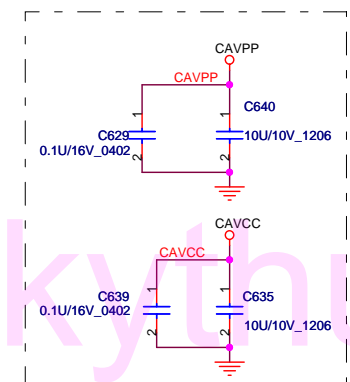 CAVPP
CAVPP
C640
1
1
C629
10U/10V_1206
0.1U/16V_0402
2
2
CAVCC
CAVCC
1
1
C639
C635
0.1U/16V_0402
10U/10V_1206
2
2
kythu